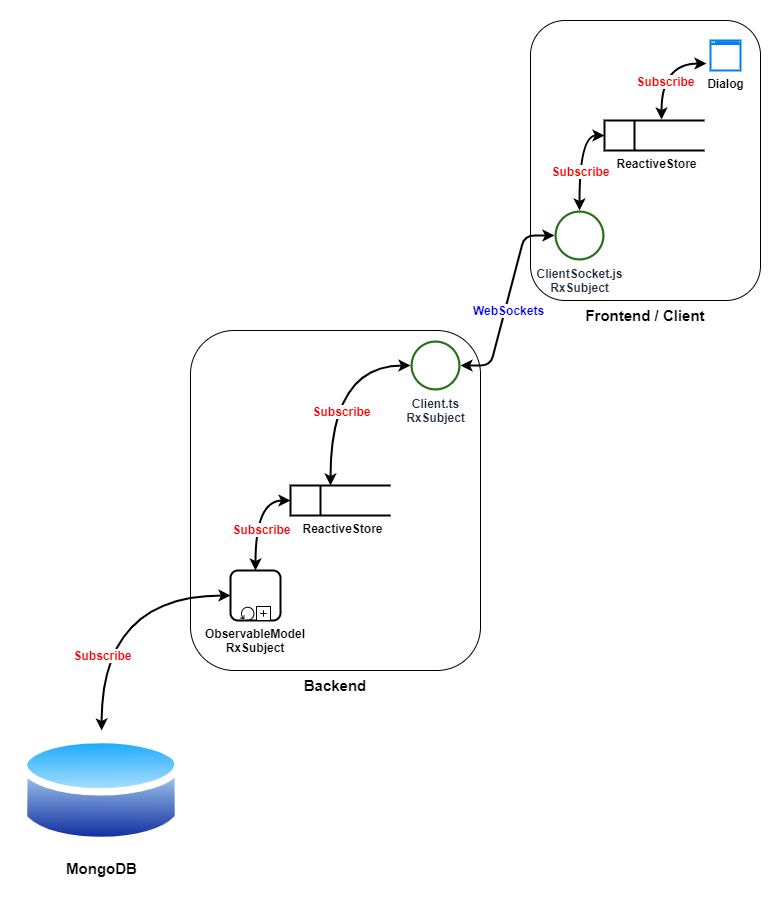 Subscribe
Dialog
ReactiveStore
Subscribe
ClientSocket.js
RxSubject
Frontend / Client
WebSockets
Client.ts
RxSubject
Subscribe
ReactiveStore
Subscribe
ObservableModel
RxSubject
Backend
Subscribe
MongoDB